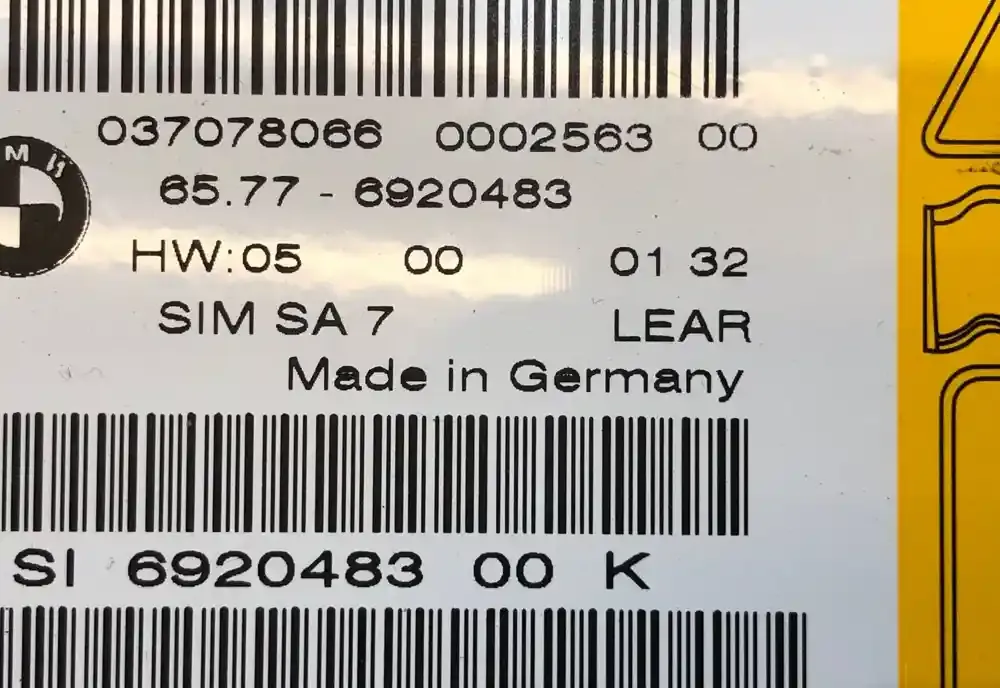 037078066 0002563 00
M W
65.77 - 6920483
HW:05 00 01 32
SIM SA 7 LEAR
Made in Germany
SI 6920483 00 K